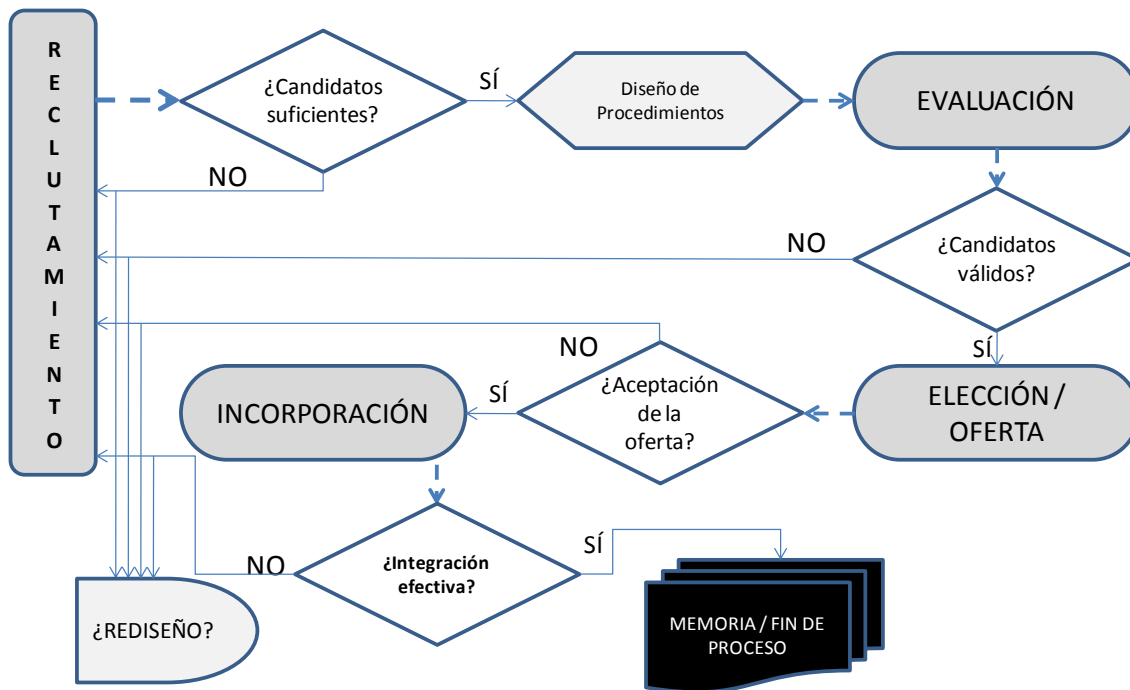 RECLUTAMIENTO
¿Candidatos
suficientes?
SÍ
Diseño de
Procedimientos
EVALUACIÓN
NO
¿Candidatos
válidos?
NO
SÍ
ELECCIÓN /
OFERTA
¿Aceptación
de la
oferta?
NO
SÍ
INCORPORACIÓN
¿Integración
efectiva?
NO
SÍ
¿REDISEÑO?
MEMORIA / FIN DE
PROCESO